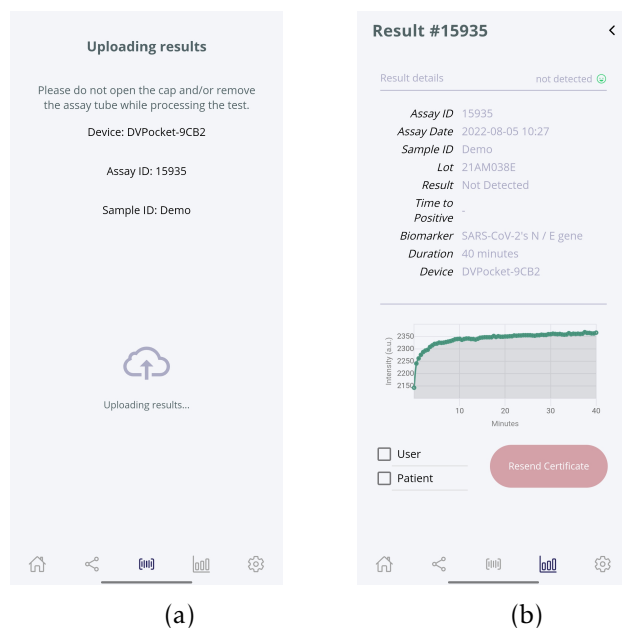 Uploading results
Please do not open the cap and/or remove
the assay tube while processing the test.
Device: DVPocket-9CB2
Assay ID: 15935
Sample ID: Demo
Uploading results...
(a)
Result #15935
Result details not detected
Assay ID 15935
Assay Date 2022-08-05 10:27
Sample ID Demo
Lot 21AM038E
Result Not Detected
Time to
Positive -
Biomarker SARS-CoV-2's N / E gene
Duration 40 minutes
Device DVPocket-9CB2
Intensity (a.u.)
2350
2300
2250
2200
2150
10 20 30 40
Minutes
User
Patient
Resend Certificate
(b)